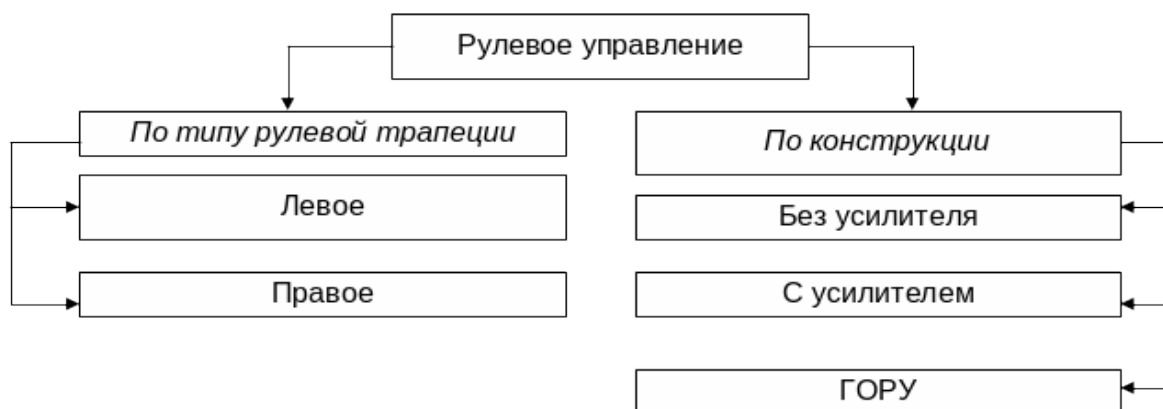 Рулевое управление
По типу рулевой трапеции
Левое
Правое
По конструкции
Без усилителя
С усилителем
ГОРУ